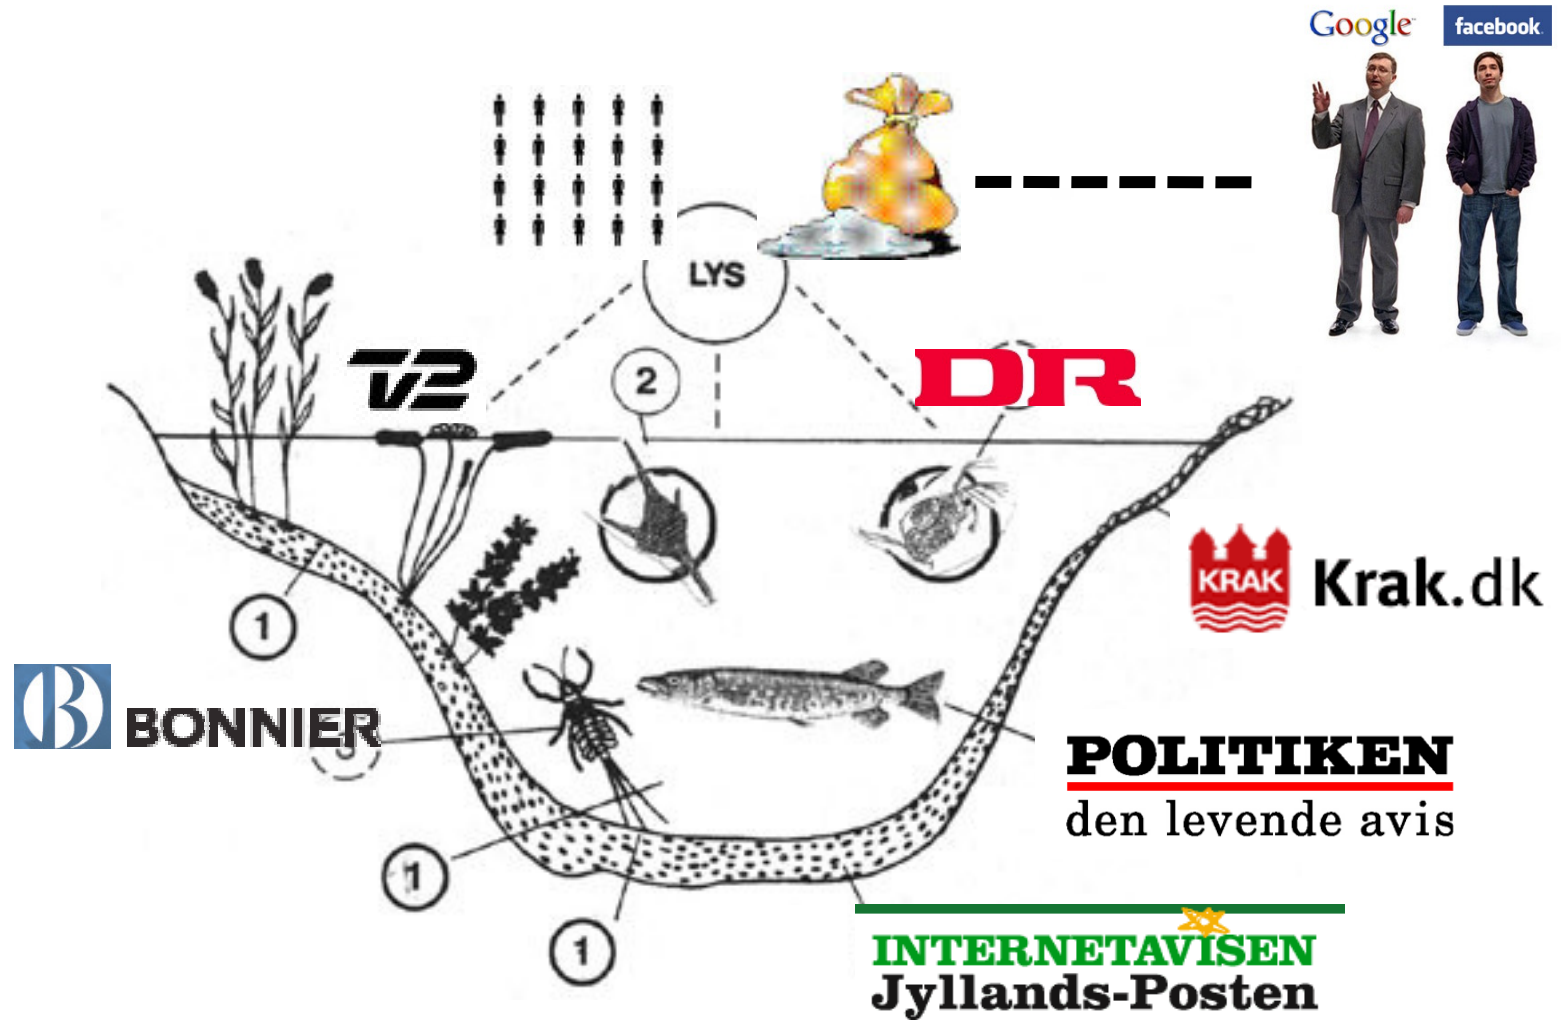 Google
facebook
LYS
TV2
2
DR
1
KRAK
Krak.dk
B
BONNIER
3
POLITIKEN
den levende avis
1
1
INTERNETAVISEN
Jyllands-Posten